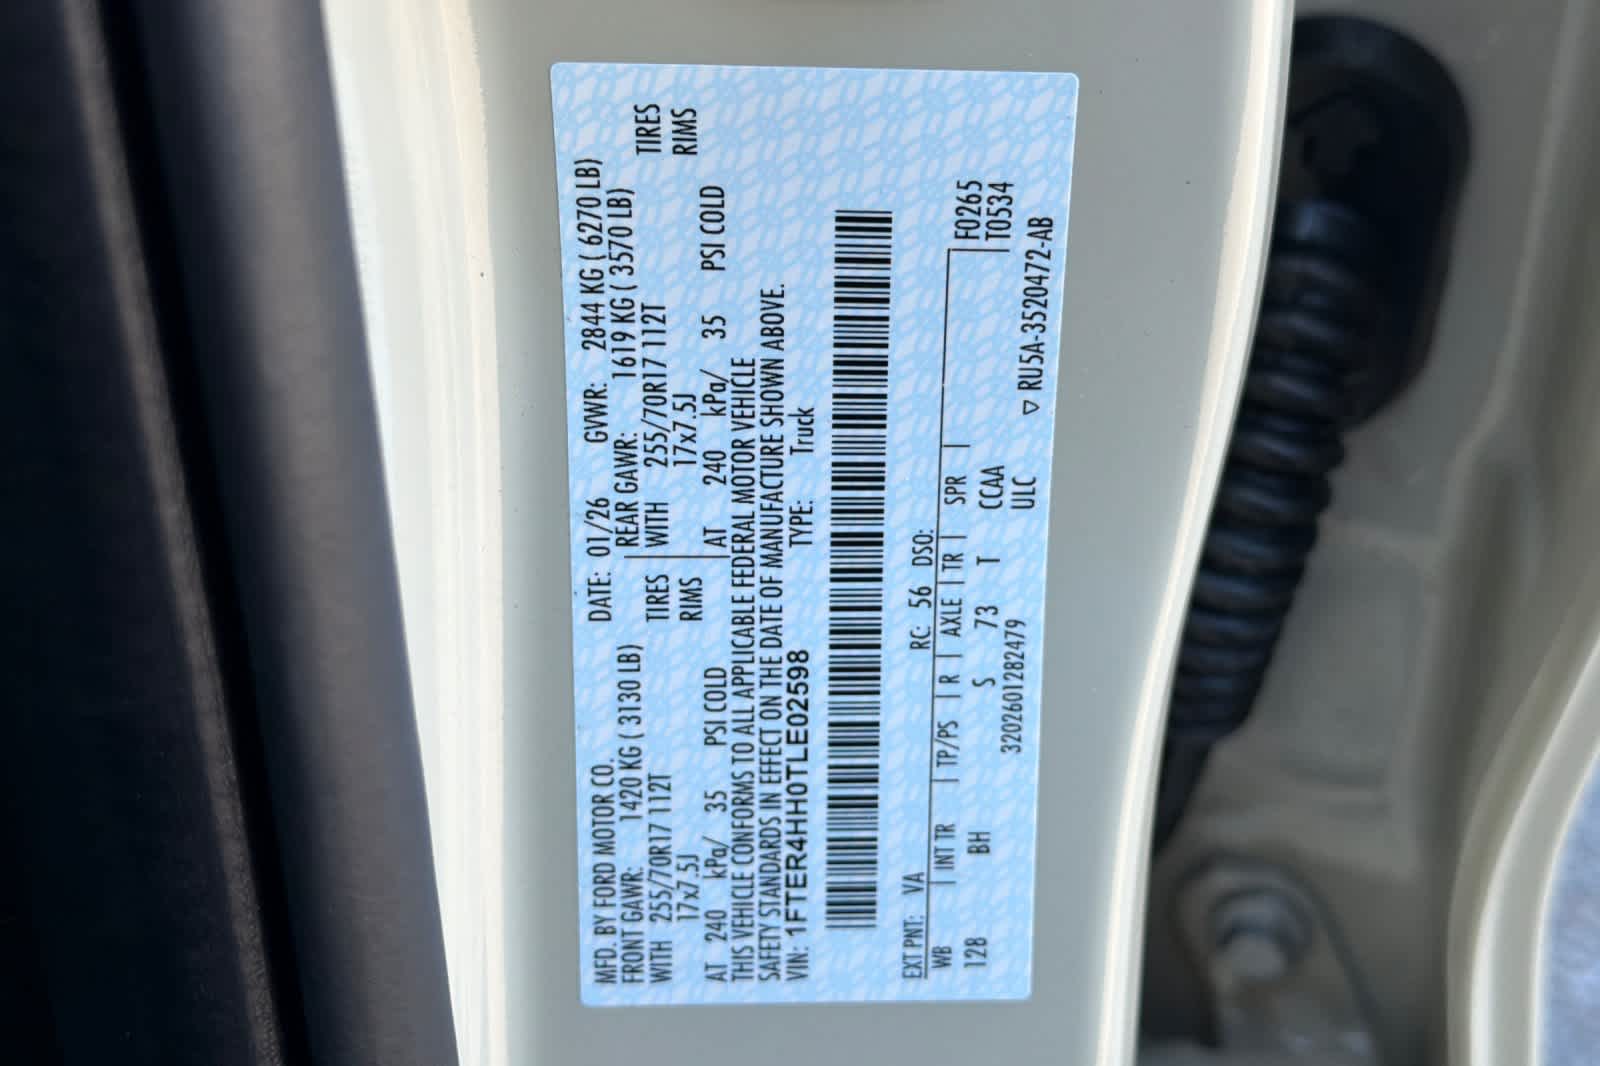 MFD. BY FORD MOTOR CO. DATE: 01/26 GVWR: 2844 KG ( 6270 LB)
FRONT GAWR: 1420 KG ( 3130 LB) REAR GAWR: 1619 KG ( 3570 LB)
WITH 255/70R17 112T TIRES WITH 255/70R17 112T TIRES
17x7.5J RIMS 17x7.5J RIMS
AT 240 kPa/ 35 PSI COLD AT 240 kPa/ 35 PSI COLD
THIS VEHICLE CONFORMS TO ALL APPLICABLE FEDERAL MOTOR VEHICLE
SAFETY STANDARDS IN EFFECT ON THE DATE OF MANUFACTURE SHOWN ABOVE.
VIN: 1FTER4HH0TLE02598 TYPE: Truck
EXT PNT: VA RC: 56 DSO:
WB | INT TR | TP/PS | R | AXLE | TR | SPR | F0265
128 BH S 73 T CCAA T0534
3202601282479 ULC ▽ RU5A-3520472-AB